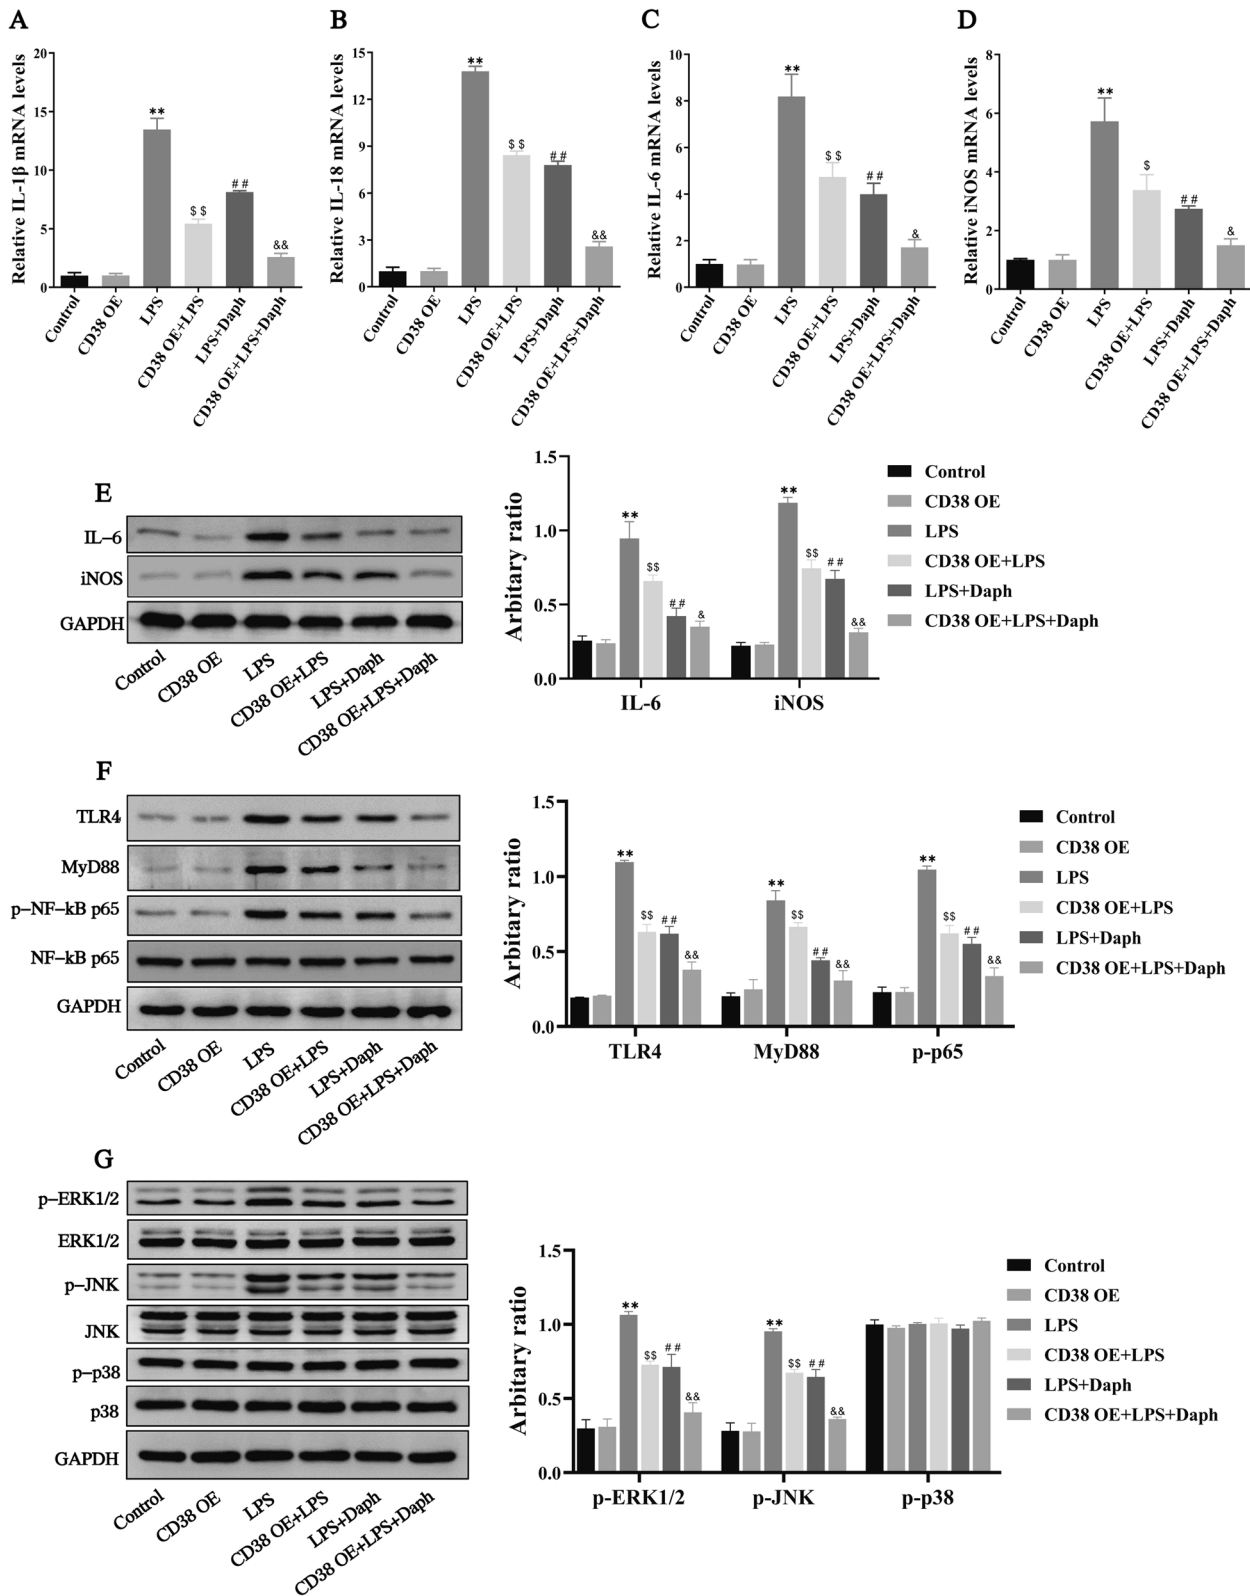 A
B
C
D
Relative IL-1β mRNA levels
20
15
10
5
0
**
$ $
# #
&&
Control
CD38 OE
LPS
CD38 OE+LPS
LPS+Daph
CD38 OE+LPS+Daph
Relative IL-18 mRNA levels
15
12
9
6
3
0
**
$ $
# #
&&
Control
CD38 OE
LPS
CD38 OE+LPS
LPS+Daph
CD38 OE+LPS+Daph
Relative IL-6 mRNA levels
10
8
6
4
2
0
**
$ $
# #
&
Control
CD38 OE
LPS
CD38 OE+LPS
LPS+Daph
CD38 OE+LPS+Daph
Relative iNOS mRNA levels
8
6
4
2
0
**
$
# #
&
Control
CD38 OE
LPS
CD38 OE+LPS
LPS+Daph
CD38 OE+LPS+Daph
E
IL–6
iNOS
GAPDH
Control
CD38 OE
LPS
CD38 OE+LPS
LPS+Daph
CD38 OE+LPS+Daph
Arbitary ratio
1.5
1.0
0.5
0.0
**
$$
# #
&
**
$$
# #
&&
IL-6
iNOS
Control
CD38 OE
LPS
CD38 OE+LPS
LPS+Daph
CD38 OE+LPS+Daph
F
TLR4
MyD88
p–NF–kB p65
NF–kB p65
GAPDH
Control
CD38 OE
LPS
CD38 OE+LPS
LPS+Daph
CD38 OE+LPS+Daph
Arbitary ratio
1.5
1.0
0.5
0.0
**
$$
# #
&&
**
$$
# #
&&
**
$$
# #
&&
TLR4
MyD88
p-p65
Control
CD38 OE
LPS
CD38 OE+LPS
LPS+Daph
CD38 OE+LPS+Daph
G
p–ERK1/2
ERK1/2
p–JNK
JNK
p–p38
p38
GAPDH
Control
CD38 OE
LPS
CD38 OE+LPS
LPS+Daph
CD38 OE+LPS+Daph
Arbitary ratio
1.5
1.0
0.5
0.0
**
$$
# #
&&
**
$$
# #
&&
p-ERK1/2
p-JNK
p-p38
Control
CD38 OE
LPS
CD38 OE+LPS
LPS+Daph
CD38 OE+LPS+Daph